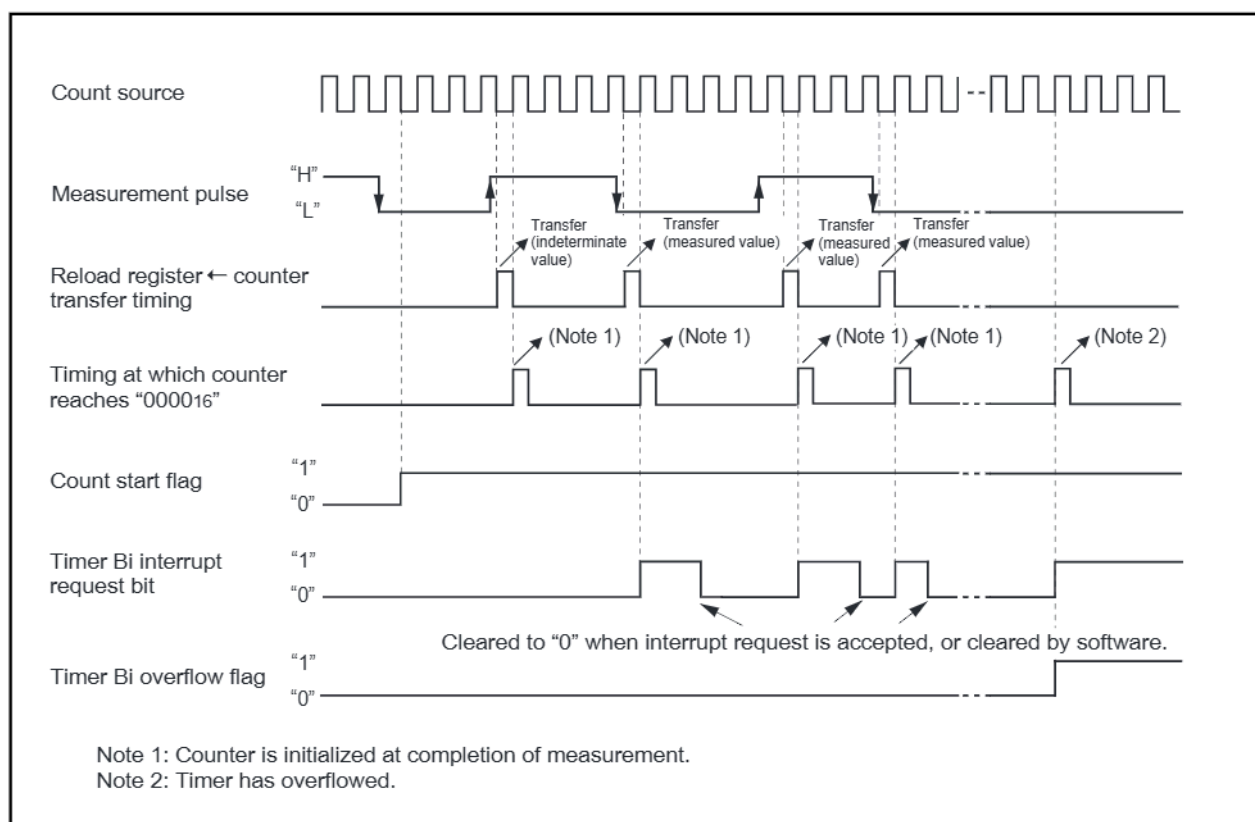 Count source
Measurement pulse
“H”
“L”
Transfer
(indeterminate
value)
Transfer
(measured value)
Transfer
(measured
value)
Transfer
(measured value)
Reload register ← counter
transfer timing
(Note 1)
(Note 1)
(Note 1)
(Note 1)
(Note 2)
Timing at which counter
reaches “000016”
Count start flag
“1”
“0”
Timer Bi interrupt
request bit
“1”
“0”
Cleared to “0” when interrupt request is accepted, or cleared by software.
Timer Bi overflow flag
“1”
“0”
Note 1: Counter is initialized at completion of measurement.
Note 2: Timer has overflowed.